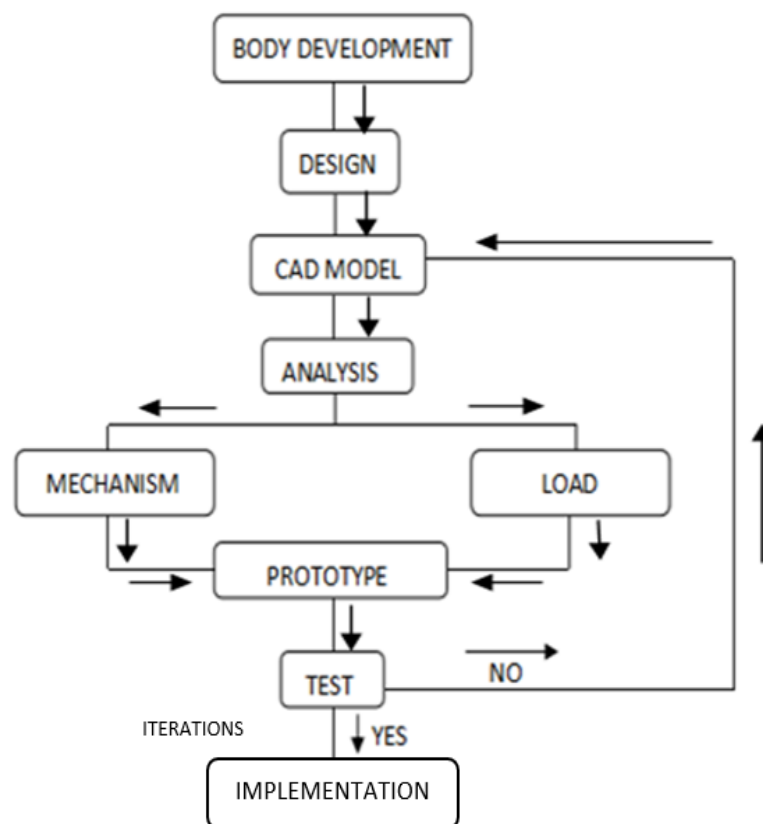 BODY DEVELOPMENT
DESIGN
CAD MODEL
ANALYSIS
MECHANISM
LOAD
PROTOTYPE
TEST
NO
ITERATIONS
YES
IMPLEMENTATION